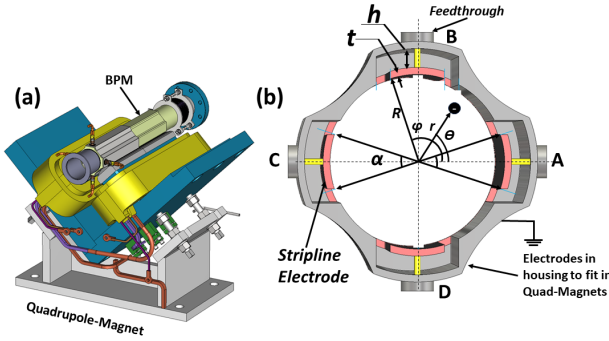 (a)
BPM
Quadrupole-Magnet
(b)
h
t
Feedthrough
B
R
φ
r
θ
C
α
A
Stripline
Electrode
D
Electrodes in
housing to fit in
Quad-Magnets